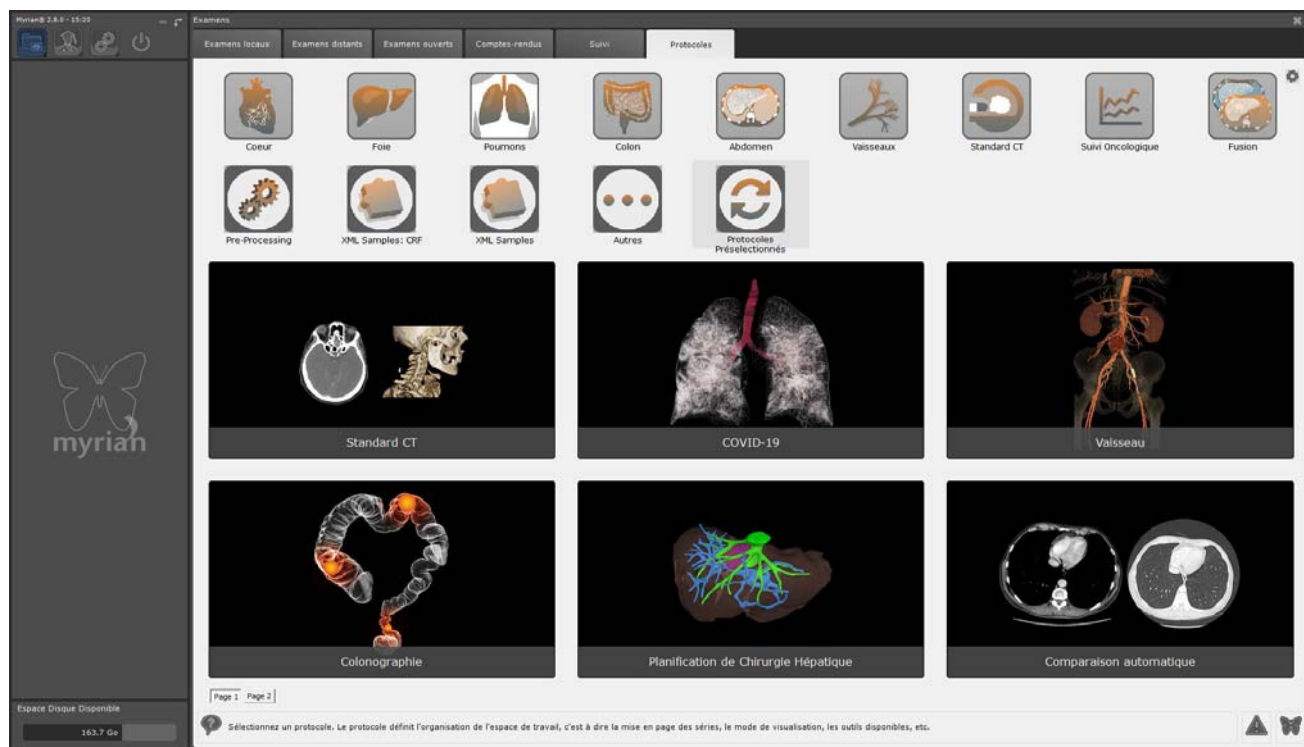 Myrian® 2.8.0 - 15:20
Examens
Examens locaux
Examens distants
Examens ouverts
Comptes-rendus
Suivi
Protocoles
Coeur
Foie
Poumons
Colon
Abdomen
Vaisseaux
Standard CT
Suivi Oncologique
Fusion
Pre-Processing
XML Samples: CRF
XML Samples
Autres
Protocoles
Préselectionnés
Standard CT
COVID-19
Vaisseau
myrian
Colonographie
Planification de Chirurgie Hépatique
Comparaison automatique
Page 1
Page 2
Espace Disque Disponible
163.7 Go
Sélectionnez un protocole. Le protocole définit l'organisation de l'espace de travail, c'est à dire la mise en page des séries, le mode de visualisation, les outils disponibles, etc.